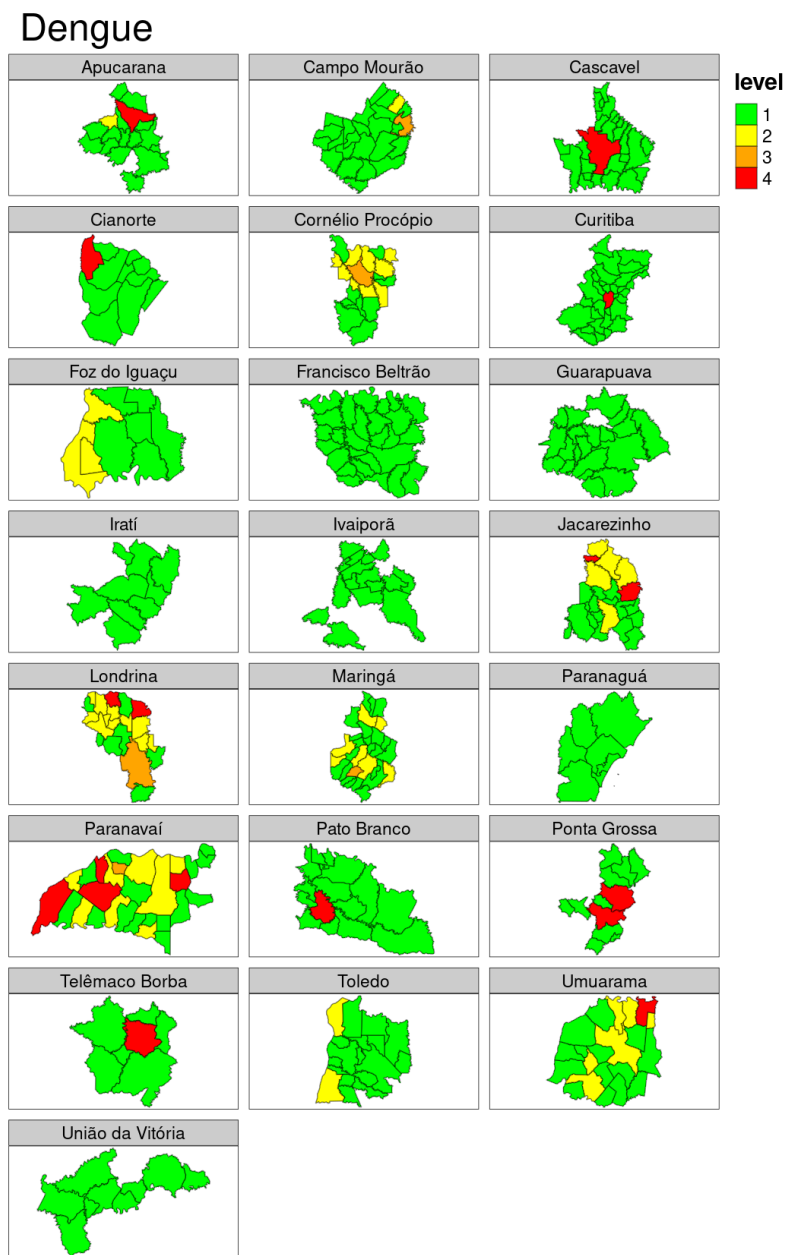 Dengue
Apucarana
Campo Mourão
Cascavel
level
1
2
3
4
Cianorte
Cornélio Procópio
Curitiba
Foz do Iguaçu
Francisco Beltrão
Guarapuava
Iratí
Ivaiporã
Jacarezinho
Londrina
Maringá
Paranaguá
Paranavaí
Pato Branco
Ponta Grossa
Telêmaco Borba
Toledo
Umuarama
União da Vitória